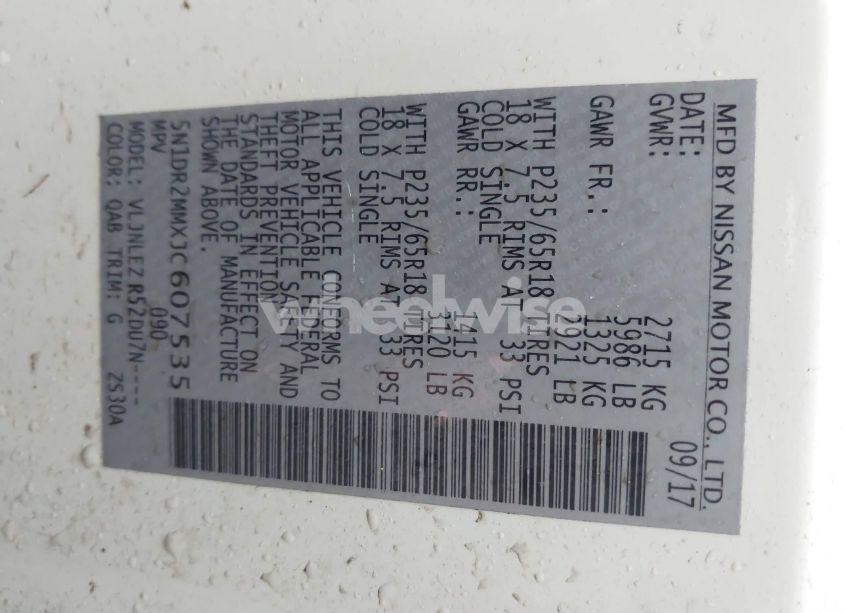 MFD BY NISSAN MOTOR CO., LTD.
DATE: 09/17
GVWR: 2715 KG
5986 LB
GAWR FR.: 1325 KG
2921 LB
WITH P235/65R18 TIRES
18 X 7.5 RIMS AT 33 PSI
COLD SINGLE
GAWR RR.: 1415 KG
3120 LB
WITH P235/65R18 TIRES
18 X 7.5 RIMS AT 33 PSI
COLD SINGLE
THIS VEHICLE CONFORMS TO
ALL APPLICABLE FEDERAL
MOTOR VEHICLE SAFETY AND
THEFT PREVENTION
STANDARDS IN EFFECT ON
THE DATE OF MANUFACTURE
SHOWN ABOVE.
5N1DR2MMXJC607535
MPV 090
MODEL: VLJNLEZ R52DU7N----
COLOR: QAB TRIM: G ZS30A
wheelwise